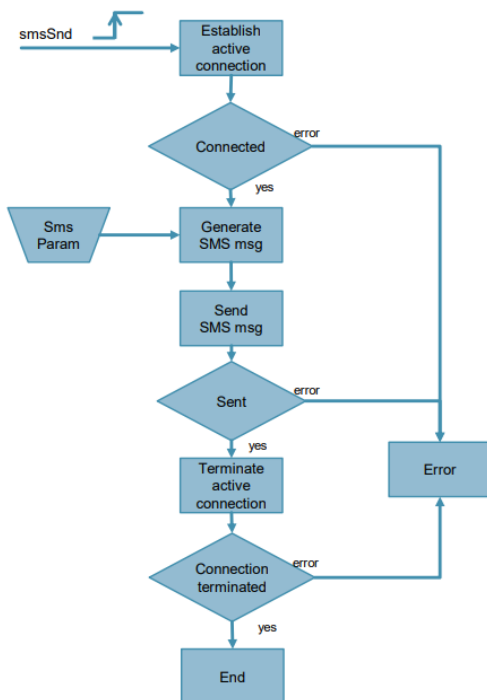 smsSnd
Establish
active
connection
error
Connected
yes
Sms
Param
Generate
SMS msg
Send
SMS msg
error
Sent
yes
Terminate
active
connection
Error
error
Connection
terminated
yes
End